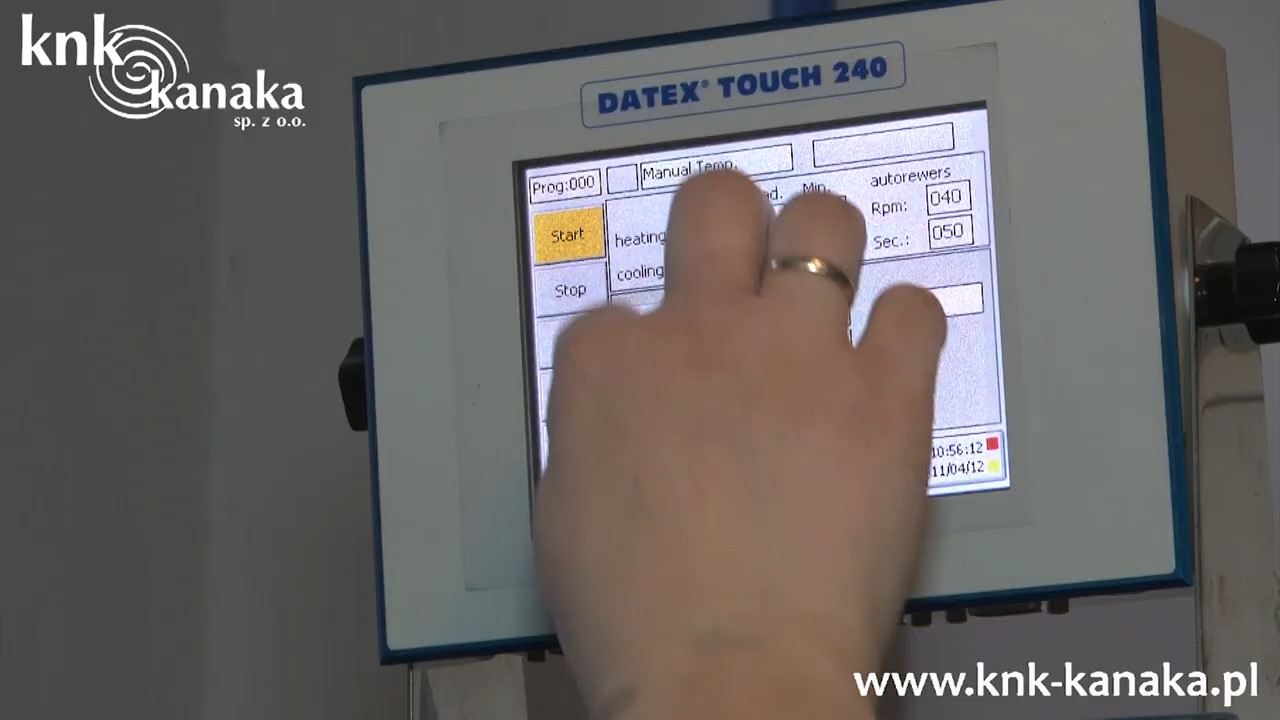 knk
kanaka
sp. z o.o.
DATEX® TOUCH 240
Prog:000
Manual Temp.
Min.
autorewers
Start
heating
Rpm: 040
Sec.: 050
cooling
Stop
10:56:12
11/04/12
www.knk-kanaka.pl